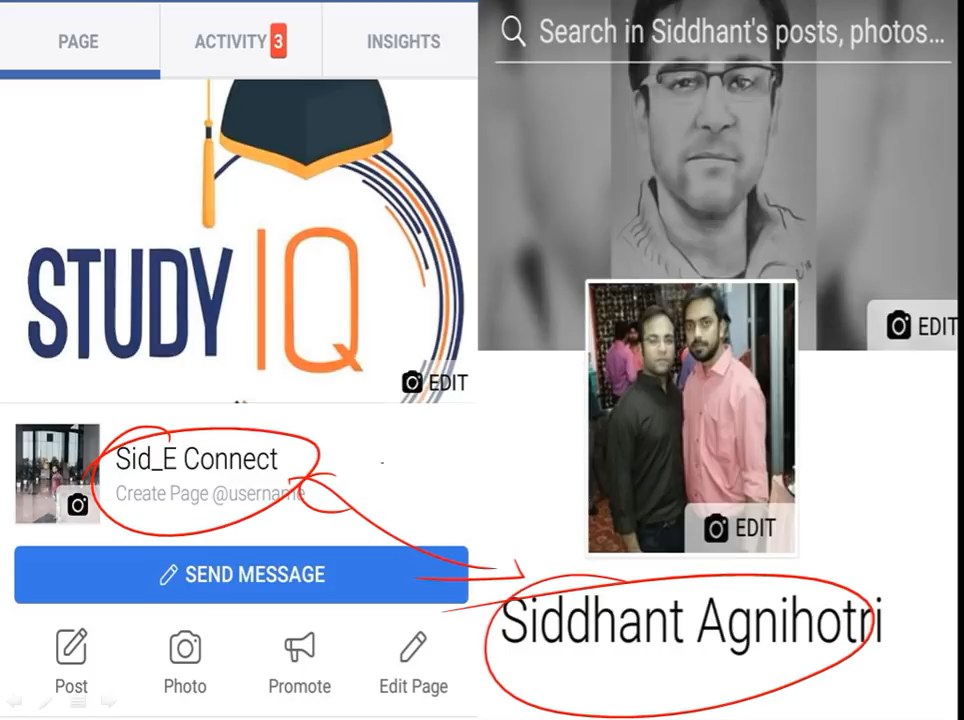 PAGE
ACTIVITY 3
INSIGHTS
STUDY IQ
EDIT
Sid_E Connect
Create Page @username
SEND MESSAGE
Post
Photo
Promote
Edit Page
Search in Siddhant's posts, photos...
EDIT
EDIT
Siddhant Agnihotri